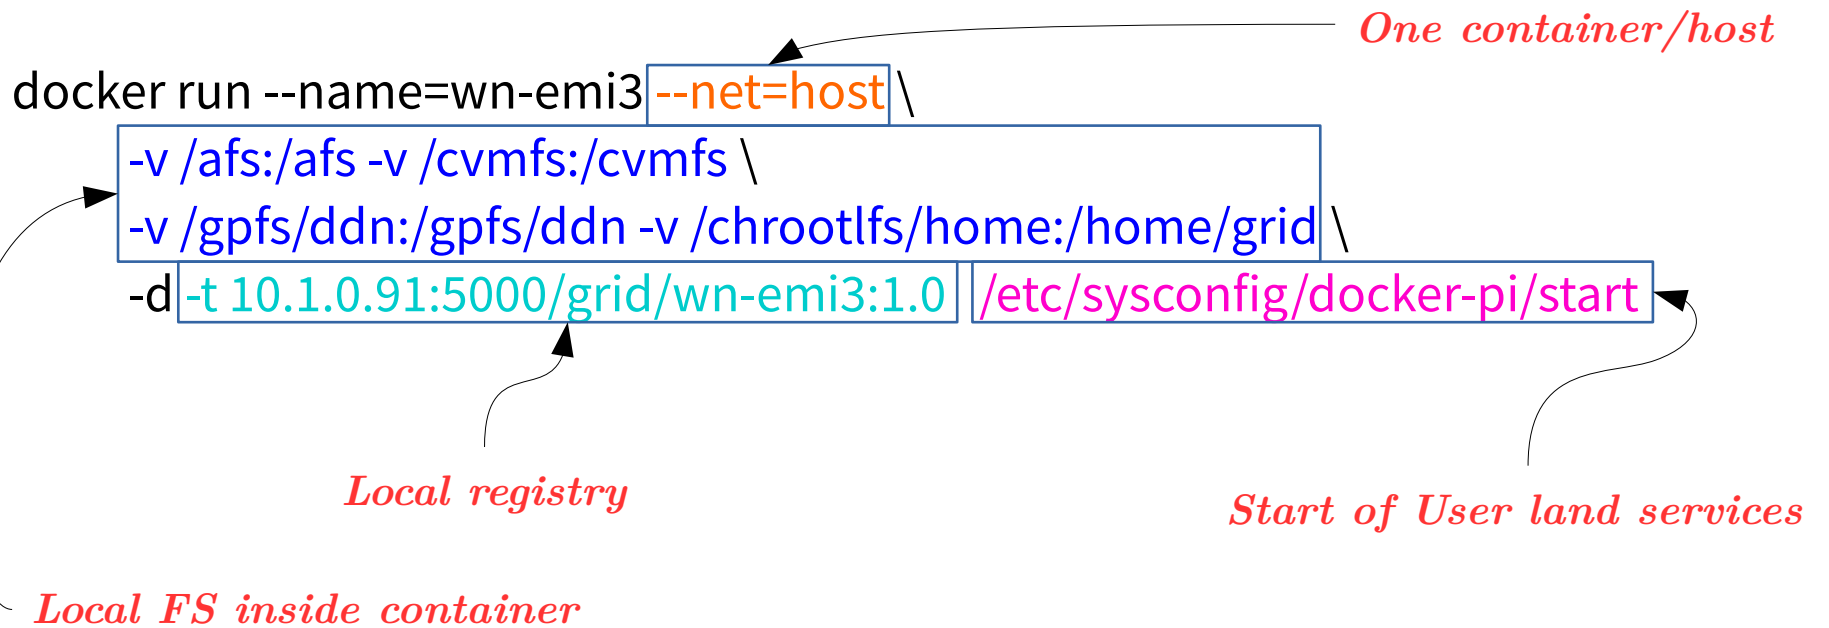 One container/host
docker run --name=wn-emi3 --net=host \
-v /afs:/afs -v /cvmfs:/cvmfs \
-v /gpfs/ddn:/gpfs/ddn -v /chrootlfs/home:/home/grid \
-d -t 10.1.0.91:5000/grid/wn-emi3:1.0 /etc/sysconfig/docker-pi/start
Local registry
Start of User land services
Local FS inside container